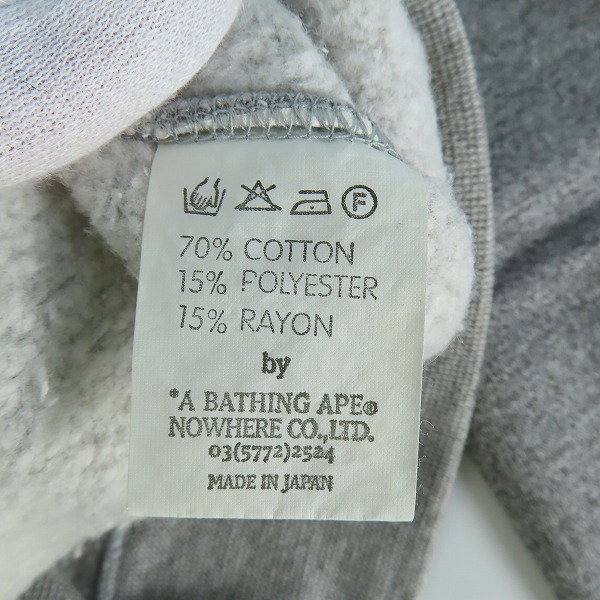 F
70% COTTON
15% POLYESTER
15% RAYON
by
*A BATHING APE®
NOWHERE CO.,LTD.
03(5772)2524
MADE IN JAPAN